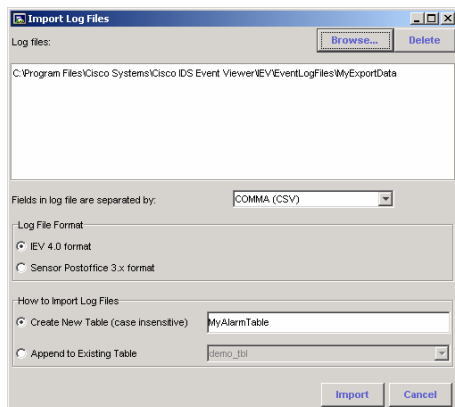 Import Log Files
Log files:
Browse...
Delete
C:\Program Files\Cisco Systems\Cisco IDS Event Viewer\IEV\EventLogFiles\MyExportData
Fields in log file are separated by:
COMMA (CSV)
Log File Format
IEV 4.0 format
Sensor Postoffice 3.x format
How to Import Log Files
Create New Table (case insensitive)
MyAlarmTable
Append to Existing Table
demo_tbl
Import
Cancel